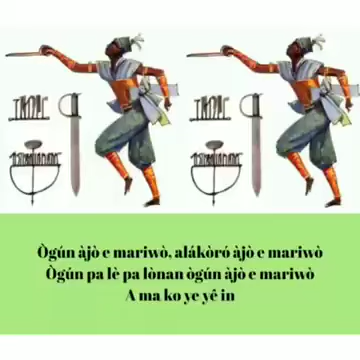 Ògún àjò e mariwò, alákòró àjò e mariwò
Ògún pa lè pa lònan ògún àjò e mariwò
A ma ko ye yê in